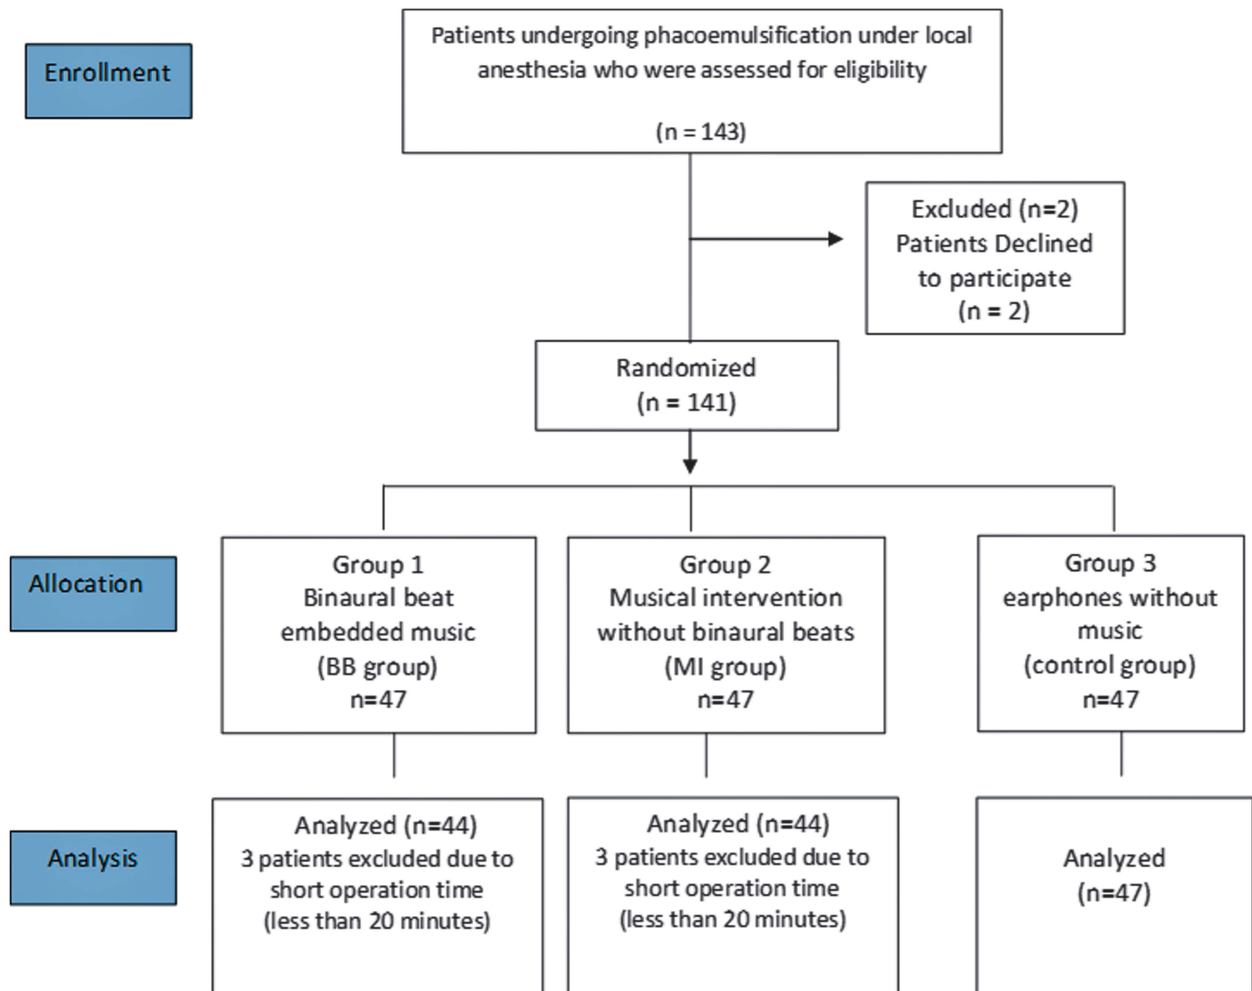 Enrollment
Patients undergoing phacoemulsification under local
anesthesia who were assessed for eligibility
(n = 143)
Excluded (n=2)
Patients Declined
to participate
(n = 2)
Randomized
(n = 141)
Allocation
Group 1
Binaural beat
embedded music
(BB group)
n=47
Group 2
Musical intervention
without binaural beats
(MI group)
n=47
Group 3
earphones without
music
(control group)
n=47
Analysis
Analyzed (n=44)
3 patients excluded due to
short operation time
(less than 20 minutes)
Analyzed (n=44)
3 patients excluded due to
short operation time
(less than 20 minutes)
Analyzed
(n=47)